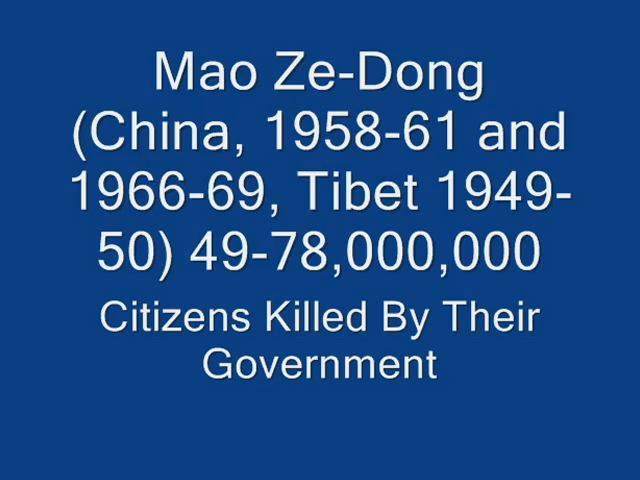 Mao Ze-Dong
(China, 1958-61 and
1966-69, Tibet 1949-
50) 49-78,000,000
Citizens Killed By Their
Government